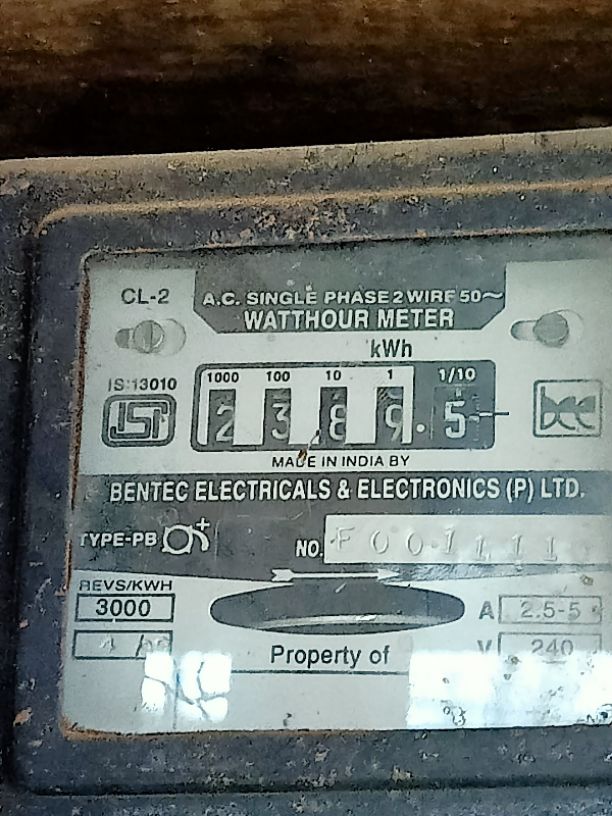 CL-2
A.C. SINGLE PHASE 2 WIRE 50~
WATTHOUR METER
kWh
1000 100 10 1 1/10
IS:13010
2 3 8 9 . 5
bec
MADE IN INDIA BY
BENTEC ELECTRICALS & ELECTRONICS (P) LTD.
TYPE-PB
NO. F001111
REVS/KWH
3000
A 2.5-5
V 240
Property of